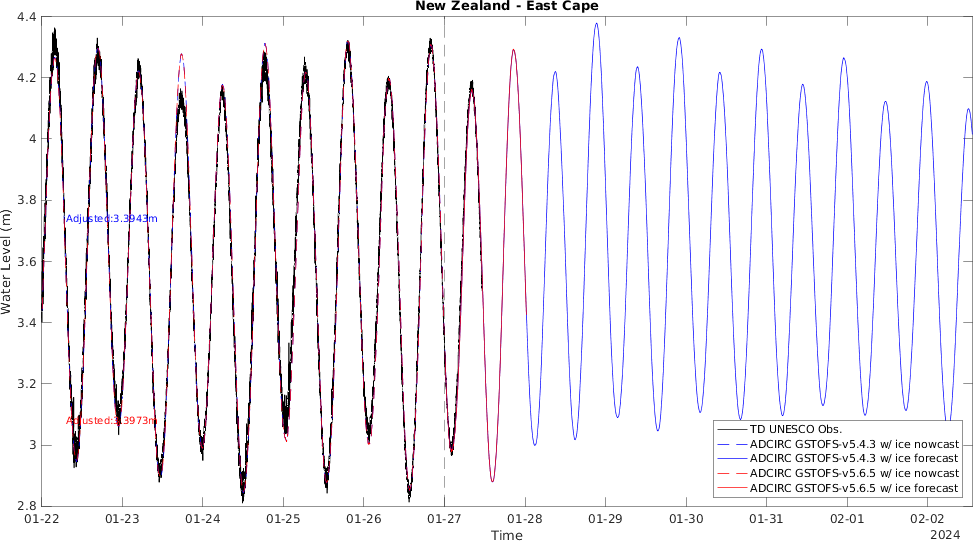 New Zealand - East Cape
4.4
4.2
4
3.8
3.6
3.4
3.2
3
2.8
Water Level (m)
Adjusted:3.3943m
Adjusted:3.3973m
TD UNESCO Obs.
ADCIRC GSTOFS-v5.4.3 w/ ice nowcast
ADCIRC GSTOFS-v5.4.3 w/ ice forecast
ADCIRC GSTOFS-v5.6.5 w/ ice nowcast
ADCIRC GSTOFS-v5.6.5 w/ ice forecast
01-22 01-23 01-24 01-25 01-26 01-27 01-28 01-29 01-30 01-31 02-01 02-02
Time
2024